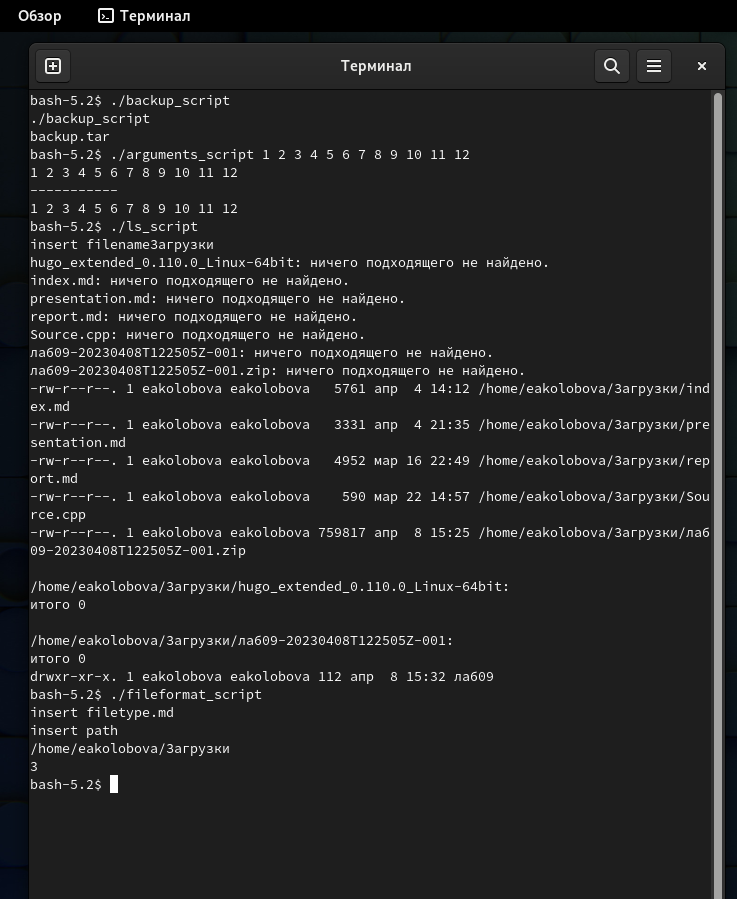 Обзор Терминал
Терминал
bash-5.2$ ./backup_script
./backup_script
backup.tar
bash-5.2$ ./arguments_script 1 2 3 4 5 6 7 8 9 10 11 12
1 2 3 4 5 6 7 8 9 10 11 12
-----------
1 2 3 4 5 6 7 8 9 10 11 12
bash-5.2$ ./ls_script
insert filenameЗагрузки
hugo_extended_0.110.0_Linux-64bit: ничего подходящего не найдено.
index.md: ничего подходящего не найдено.
presentation.md: ничего подходящего не найдено.
report.md: ничего подходящего не найдено.
Source.cpp: ничего подходящего не найдено.
ла609-20230408T122505Z-001: ничего подходящего не найдено.
ла609-20230408T122505Z-001.zip: ничего подходящего не найдено.
-rw-r--r--. 1 eakolobova eakolobova   5761 апр  4 14:12 /home/eakolobova/Загрузки/ind
ex.md
-rw-r--r--. 1 eakolobova eakolobova   3331 апр  4 21:35 /home/eakolobova/Загрузки/pre
sentation.md
-rw-r--r--. 1 eakolobova eakolobova   4952 мар 16 22:49 /home/eakolobova/Загрузки/rep
ort.md
-rw-r--r--. 1 eakolobova eakolobova    590 мар 22 14:57 /home/eakolobova/Загрузки/Sou
rce.cpp
-rw-r--r--. 1 eakolobova eakolobova 759817 апр  8 15:25 /home/eakolobova/Загрузки/ла6
09-20230408T122505Z-001.zip
/home/eakolobova/Загрузки/hugo_extended_0.110.0_Linux-64bit:
итого 0
/home/eakolobova/Загрузки/ла609-20230408T122505Z-001:
итого 0
drwxr-xr-x. 1 eakolobova eakolobova 112 апр  8 15:32 ла609
bash-5.2$ ./fileformat_script
insert filetype.md
insert path
/home/eakolobova/Загрузки
3
bash-5.2$